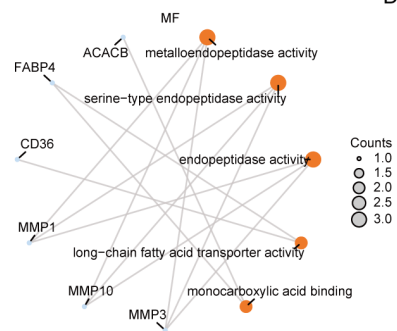 MF
ACACB
metalloendopeptidase activity
FABP4
serine−type endopeptidase activity
CD36
endopeptidase activity
Counts
1.0
1.5
2.0
2.5
3.0
MMP1
long−chain fatty acid transporter activity
MMP10
monocarboxylic acid binding
MMP3